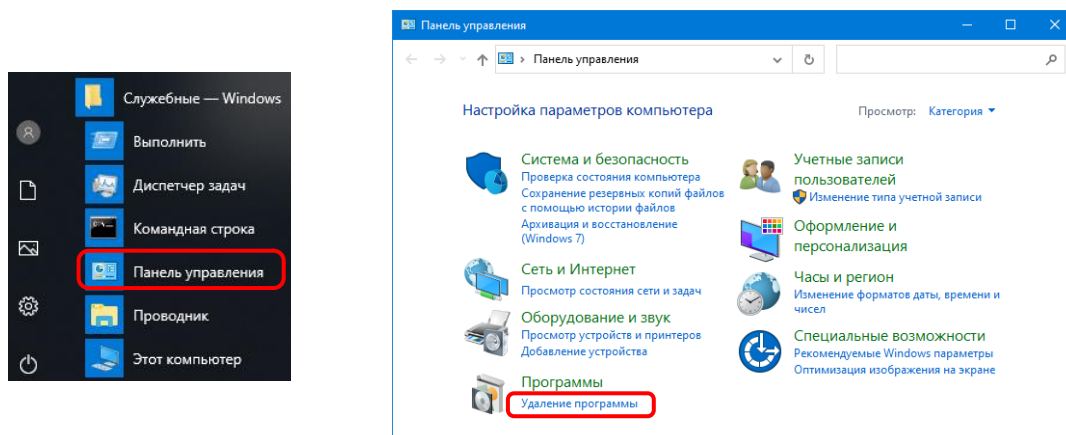 Служебные — Windows
Выполнить
Диспетчер задач
Командная строка
Панель управления
Проводник
Этот компьютер
Панель управления
Панель управления
Настройка параметров компьютера
Просмотр: Категория
Система и безопасность
Проверка состояния компьютера
Сохранение резервных копий файлов
с помощью истории файлов
Архивация и восстановление
(Windows 7)
Сеть и Интернет
Просмотр состояния сети и задач
Оборудование и звук
Просмотр устройств и принтеров
Добавление устройства
Программы
Удаление программы
Учетные записи
пользователей
Изменение типа учетной записи
Оформление и
персонализация
Часы и регион
Изменение форматов даты, времени и
чисел
Специальные возможности
Рекомендуемые Windows параметры
Оптимизация изображения на экране